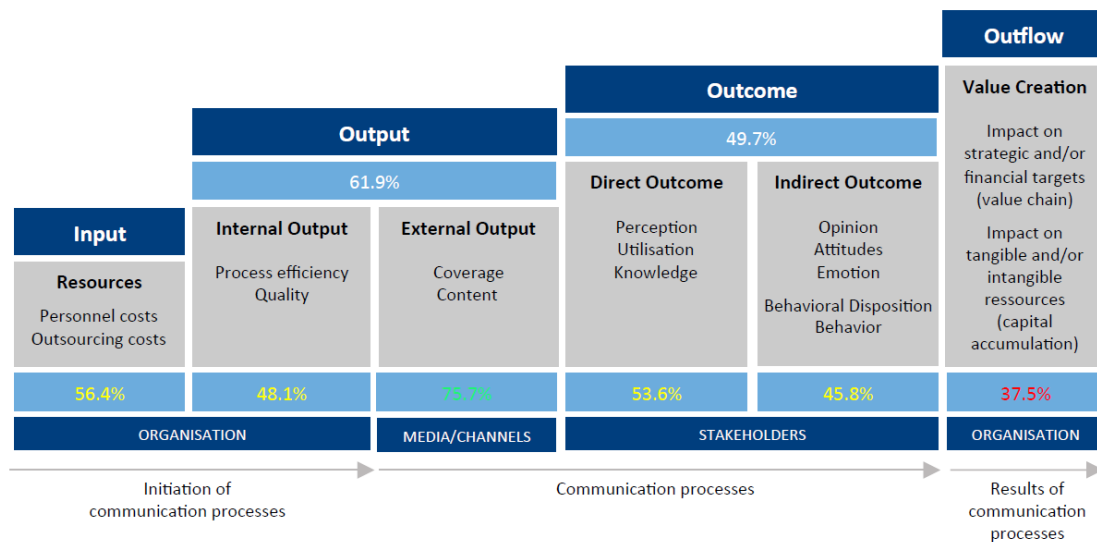 Outflow
Outcome
Output
Input
49.7%
61.9%
Resources
Personnel costs
Outsourcing costs
Internal Output
Process efficiency
Quality
External Output
Coverage
Content
Direct Outcome
Perception
Utilisation
Knowledge
Indirect Outcome
Opinion
Attitudes
Emotion
Behavioral Disposition
Behavior
Value Creation
Impact on
strategic and/or
financial targets
(value chain)
Impact on
tangible and/or
intangible
ressources
(capital
accumulation)
56.4%
48.1%
75.7%
53.6%
45.8%
37.5%
ORGANISATION
MEDIA/CHANNELS
STAKEHOLDERS
ORGANISATION
Initiation of
communication processes
Communication processes
Results of
communication
processes